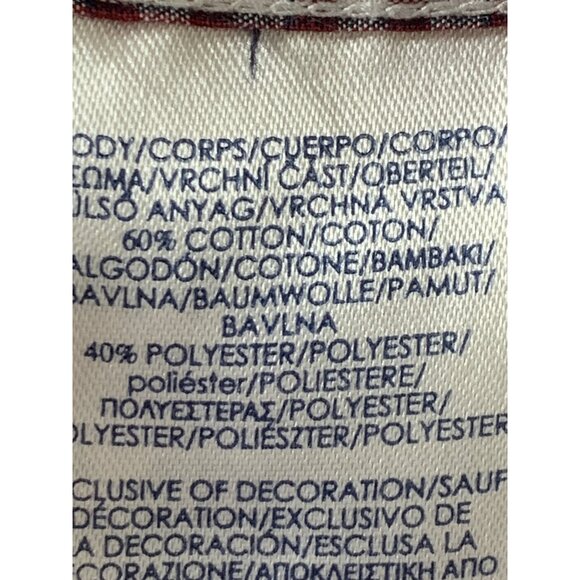 ODY/CORPS/CUERPO/CORPO/
ΣΩΜΑ/VRCHNÍ ČÁST/OBERTEIL/
ÜLSŐ ANYAG/VRCHNÁ VRSTVA
60% COTTON/COTON/
ALGODÓN/COTONE/BAMBAKI/
BAVLNA/BAUMWOLLE/PAMUT/
BAVLNA
40% POLYESTER/POLYESTER/
poliéster/POLIESTERE/
ΠΟΛΥΕΣΤΕΡΑΣ/POLYESTER/
OLYESTER/POLIÉSZTER/POLYESTER
CLUSIVE OF DECORATION/SAUF
DÉCORATION/EXCLUSIVO DE
A DECORACIÓN/ESCLUSA LA
CORAZIONE/ΑΠΟΚΛΕΙΣΤΙΚΗ ΑΠΟ